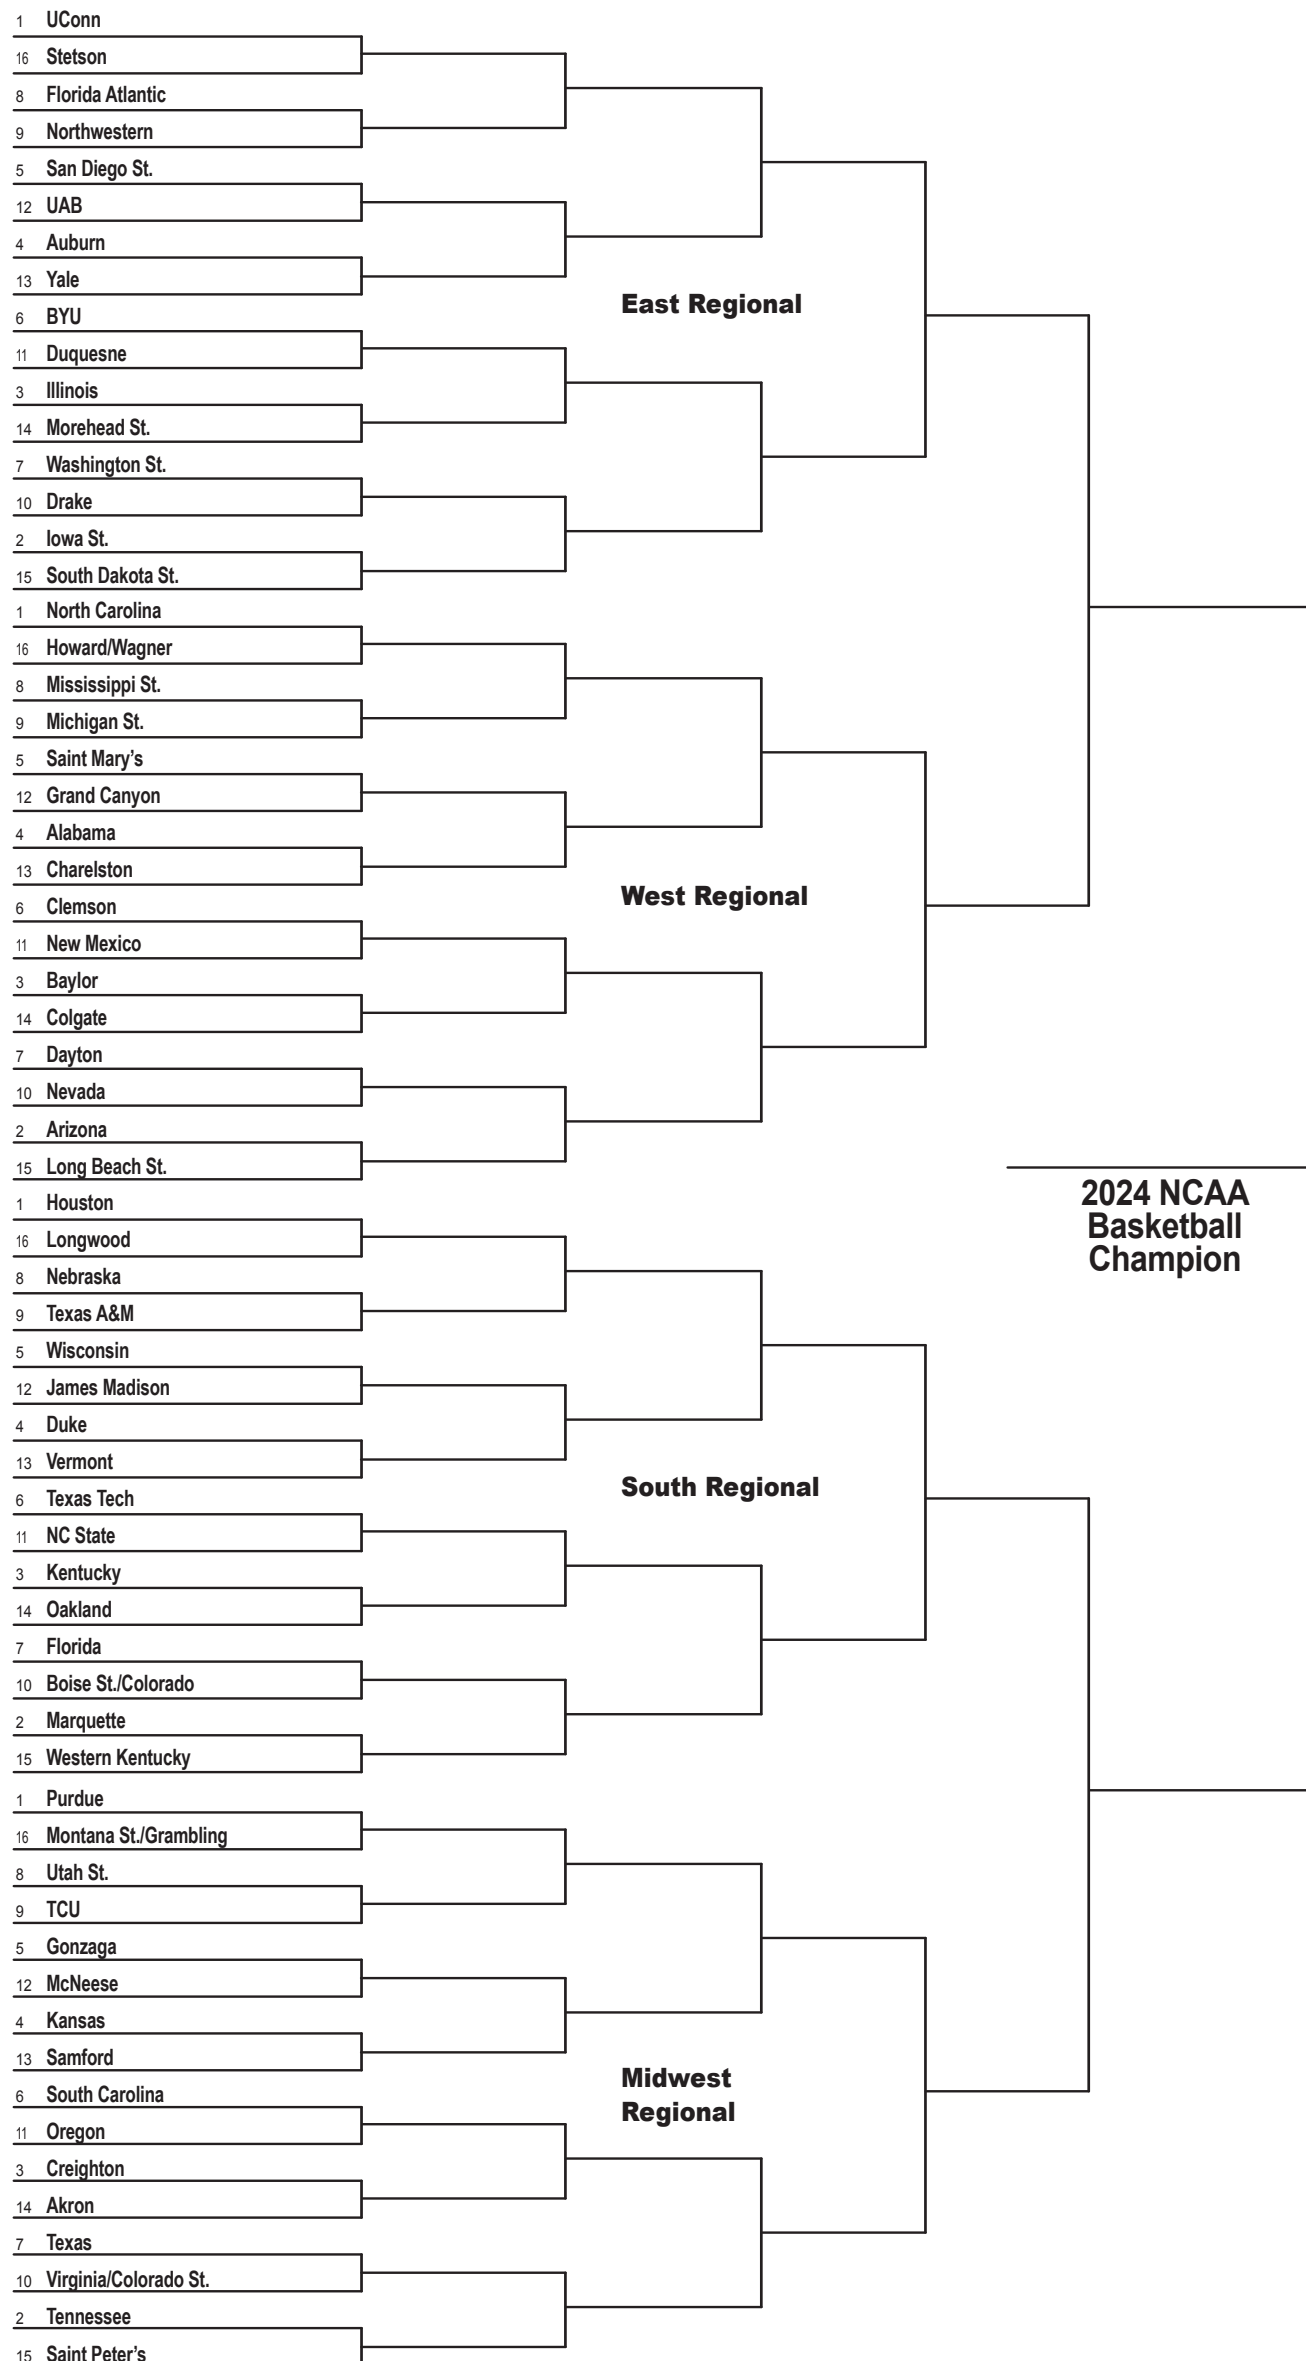 1 UConn
16 Stetson
8 Florida Atlantic
9 Northwestern
5 San Diego St.
12 UAB
4 Auburn
13 Yale
East Regional
6 BYU
11 Duquesne
3 Illinois
14 Morehead St.
7 Washington St.
10 Drake
2 Iowa St.
15 South Dakota St.
1 North Carolina
16 Howard/Wagner
8 Mississippi St.
9 Michigan St.
5 Saint Mary’s
12 Grand Canyon
4 Alabama
13 Charelston
West Regional
6 Clemson
11 New Mexico
3 Baylor
14 Colgate
7 Dayton
10 Nevada
2 Arizona
15 Long Beach St.
2024 NCAA
Basketball
Champion
1 Houston
16 Longwood
8 Nebraska
9 Texas A&M
5 Wisconsin
12 James Madison
4 Duke
13 Vermont
South Regional
6 Texas Tech
11 NC State
3 Kentucky
14 Oakland
7 Florida
10 Boise St./Colorado
2 Marquette
15 Western Kentucky
1 Purdue
16 Montana St./Grambling
8 Utah St.
9 TCU
5 Gonzaga
12 McNeese
4 Kansas
13 Samford
Midwest
Regional
6 South Carolina
11 Oregon
3 Creighton
14 Akron
7 Texas
10 Virginia/Colorado St.
2 Tennessee
15 Saint Peter’s